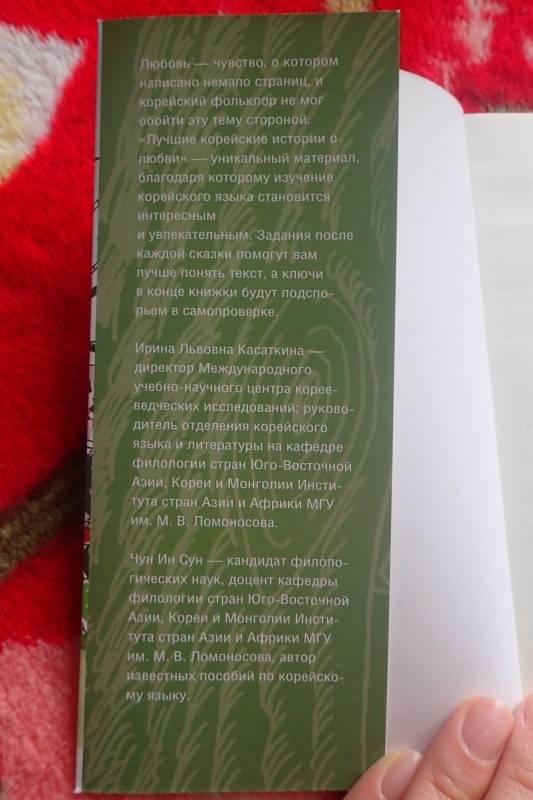 Любовь — чувство, о котором
написано немало страниц, и
корейский фольклор не мог
обойти эту тему стороной.
«Лучшие корейские истории о
любви» — уникальный материал,
благодаря которому изучение
корейского языка становится
интересным
и увлекательным. Задания после
каждой сказки помогут вам
лучше понять текст, а ключи
в конце книжки будут подспо-
рьем в самопроверке.
Ирина Львовна Касаткина —
директор Международного
учебно-научного центра корее-
ведческих исследований; руково-
дитель отделения корейского
языка и литературы на кафедре
филологии стран Юго-Восточной
Азии, Кореи и Монголии Инсти-
тута стран Азии и Африки МГУ
им. М. В. Ломоносова.
Чун Ин Сун — кандидат филоло-
гических наук, доцент кафедры
филологии стран Юго-Восточной
Азии, Кореи и Монголии Инсти-
тута стран Азии и Африки МГУ
им. М. В. Ломоносова, автор
известных пособий по корейско-
му языку.